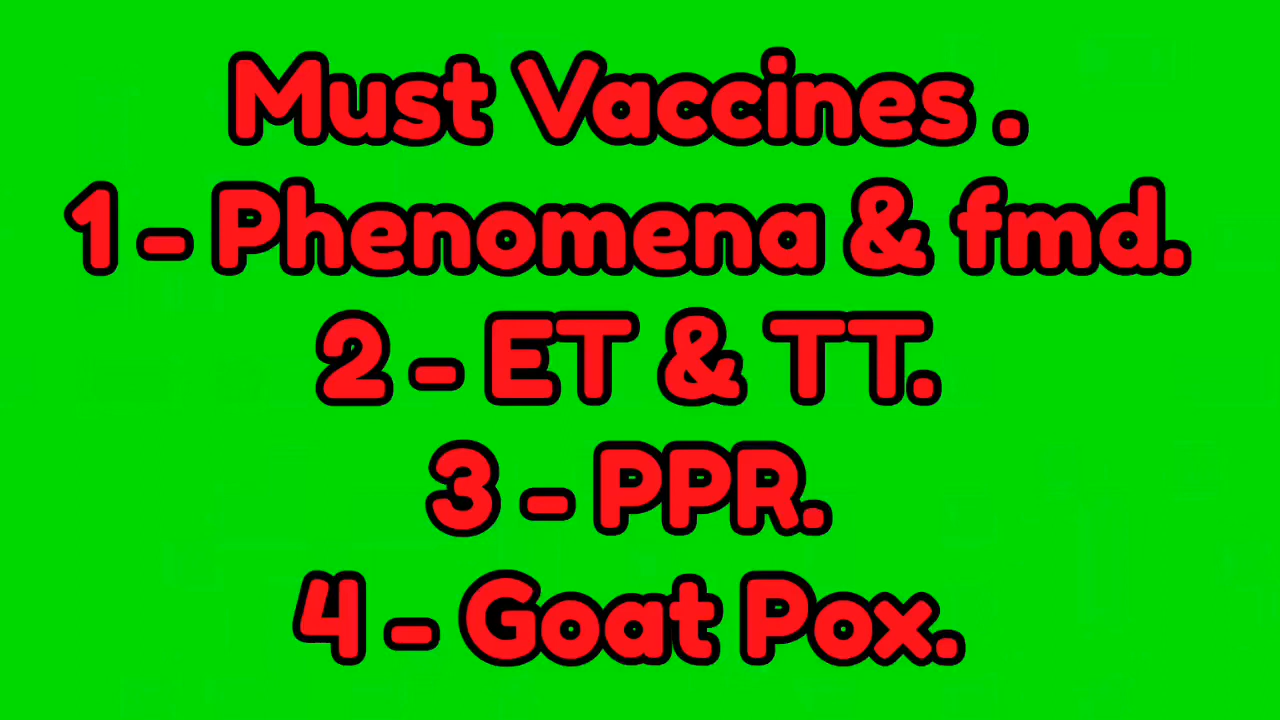 Must Vaccines .
1 - Phenomena & fmd.
2 - ET & TT.
3 - PPR.
4 - Goat Pox.